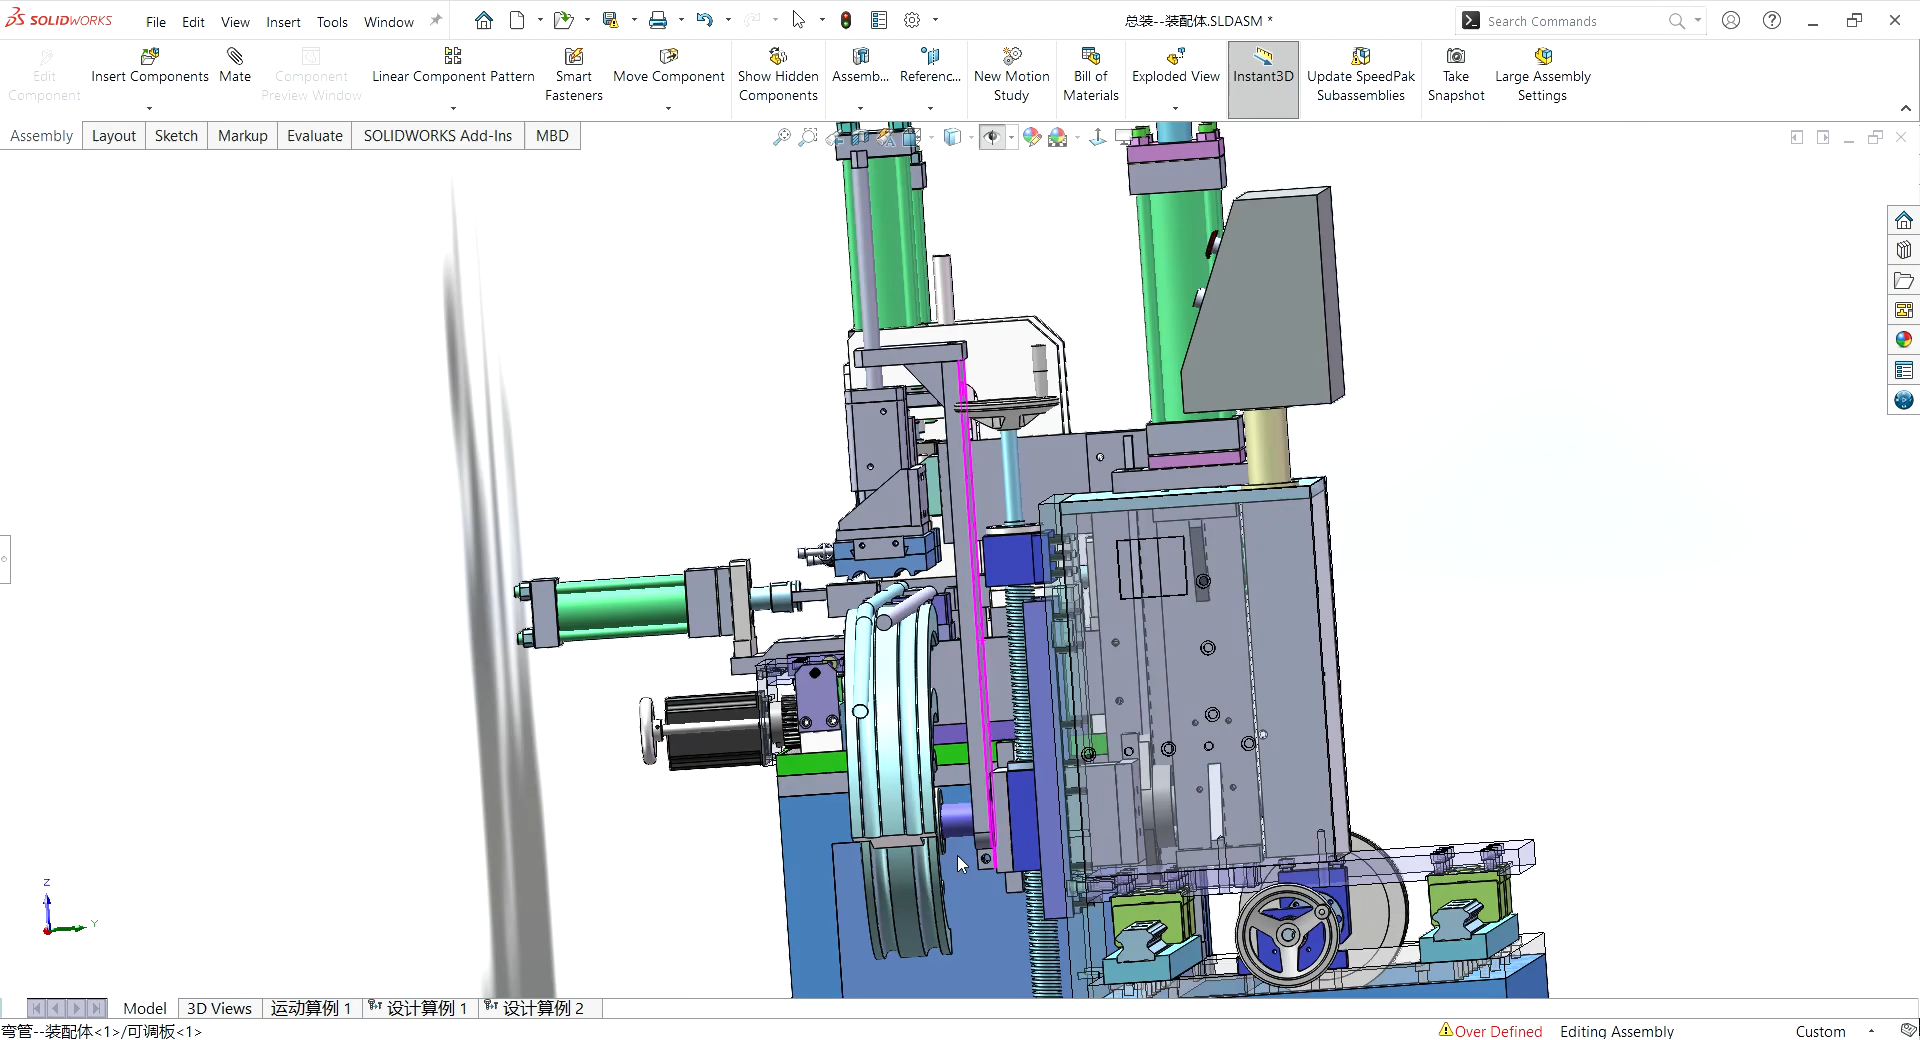 SOLIDWORKS File Edit View Insert Tools Window 总装--装配体.SLDASM * Search Commands
Edit Component
Insert Components
Mate
Component Preview Window
Linear Component Pattern
Smart Fasteners
Move Component
Show Hidden Components
Assemb...
Referenc...
New Motion Study
Bill of Materials
Exploded View
Instant3D
Update SpeedPak Subassemblies
Take Snapshot
Large Assembly Settings
Assembly Layout Sketch Markup Evaluate SOLIDWORKS Add-Ins MBD
Z
Y
Model 3D Views 运动算例 1 设计算例 1 设计算例 2
弯管--装配体<1>/可调板<1> Over Defined Editing Assembly Custom